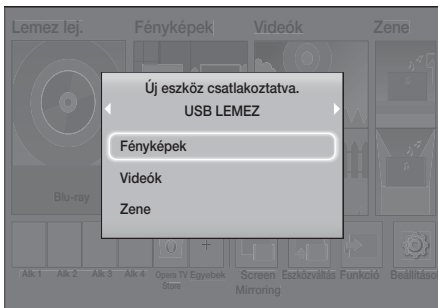 Lemez lej. Fényképek Videók Zene
Új eszköz csatlakoztatva.
USB LEMEZ
Fényképek
Videók
Zene
Blu-ray
Alk 1 Alk 2 Alk 3 Alk 4 Opera TV Store Egyebek Screen Mirroring Eszközváltás Funkció Beállításo